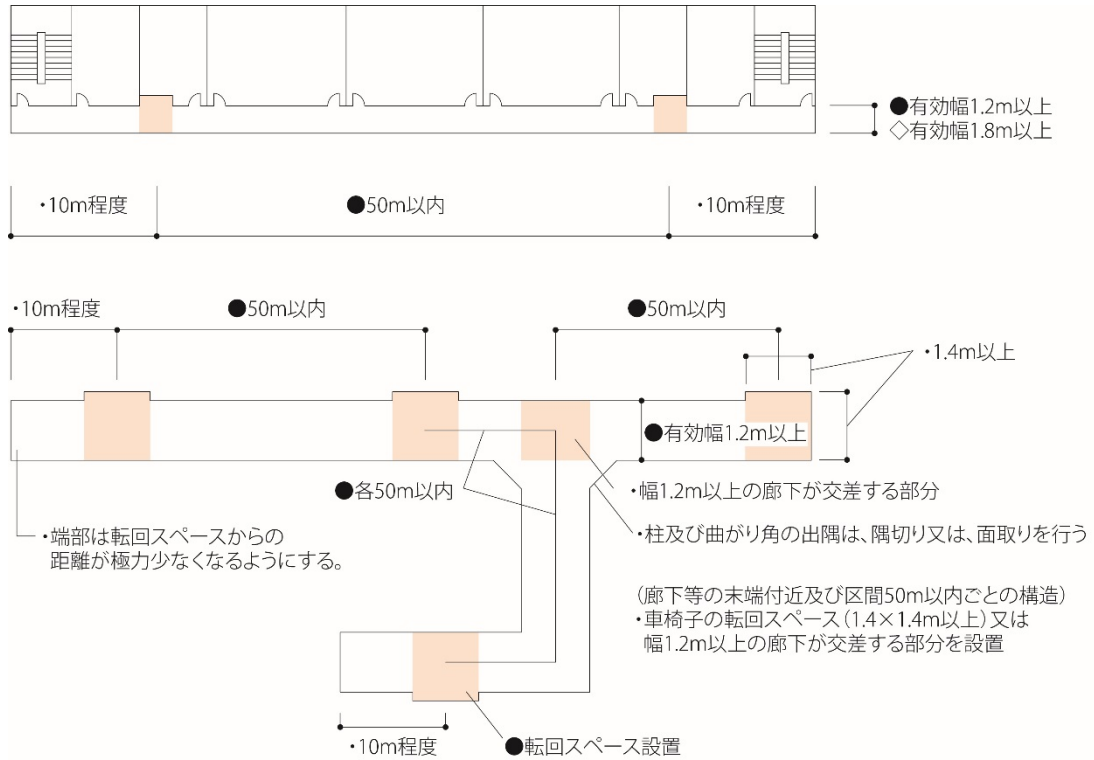 ●有効幅1.2m以上
◇有効幅1.8m以上
・10m程度
●50m以内
・10m程度
・10m程度
●50m以内
●50m以内
・1.4m以上
●有効幅1.2m以上
●各50m以内
・幅1.2m以上の廊下が交差する部分
・端部は転回スペースからの
距離が極力少なくなるようにする。
・柱及び曲がり角の出隅は、隅切り又は、面取りを行う
(廊下等の末端付近及び区間50m以内ごとの構造)
・車椅子の転回スペース(1.4×1.4m以上)又は
幅1.2m以上の廊下が交差する部分を設置
・10m程度
●転回スペース設置